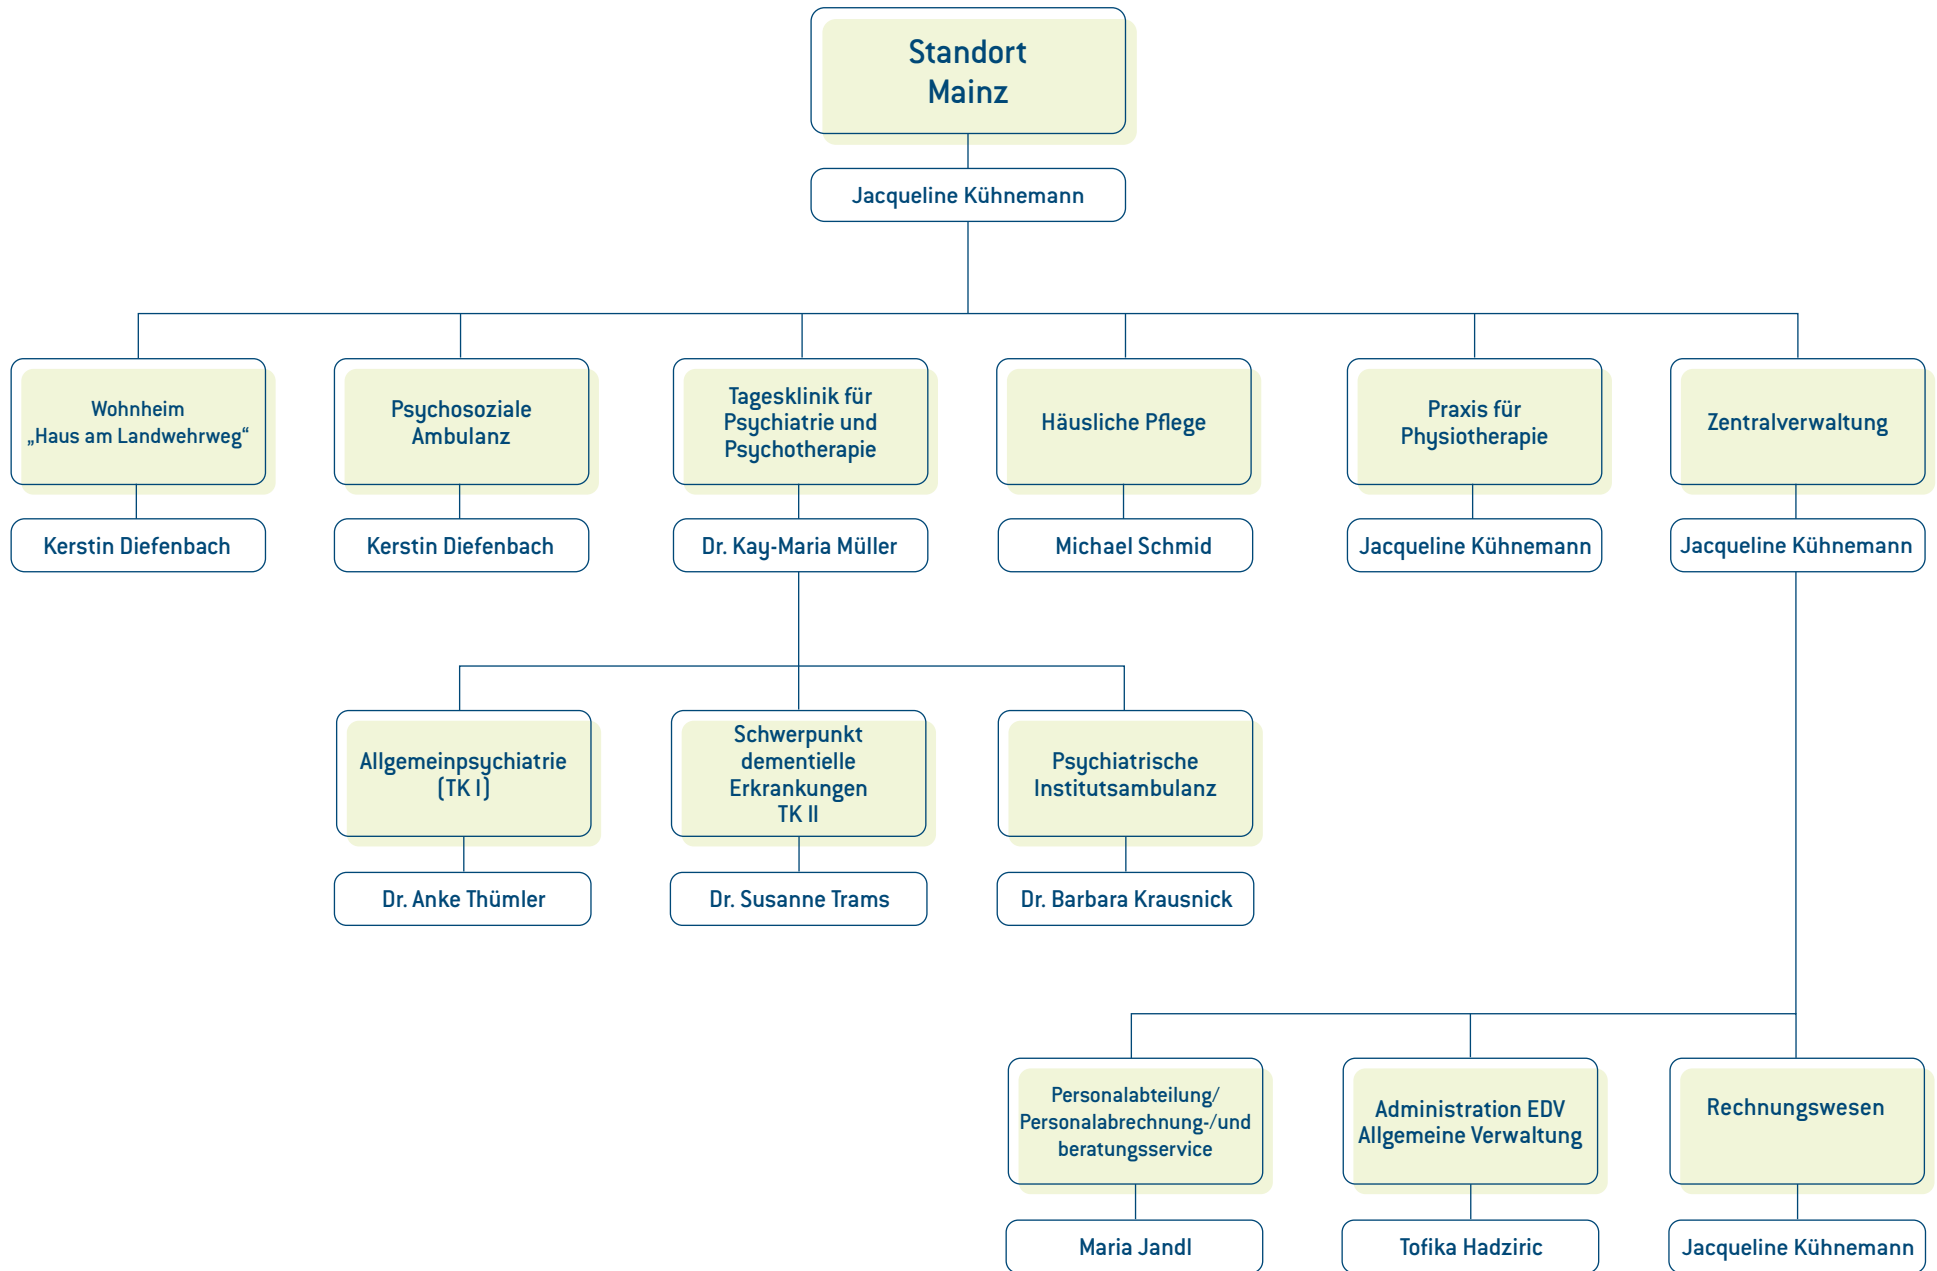 Standort
Mainz
Jacqueline Kühnemann
Wohnheim
„Haus am Landwehrweg“
Psychosoziale
Ambulanz
Tagesklinik für
Psychiatrie und
Psychotherapie
Häusliche Pflege
Praxis für
Physiotherapie
Zentralverwaltung
Kerstin Diefenbach
Kerstin Diefenbach
Dr. Kay-Maria Müller
Michael Schmid
Jacqueline Kühnemann
Jacqueline Kühnemann
Allgemeinpsychiatrie
(TK I)
Schwerpunkt
dementielle
Erkrankungen
TK II
Psychiatrische
Institutsambulanz
Dr. Anke Thümler
Dr. Susanne Trams
Dr. Barbara Krausnick
Personalabteilung/
Personalabrechnung-/und
beratungsservice
Administration EDV
Allgemeine Verwaltung
Rechnungswesen
Maria Jandl
Tofika Hadziric
Jacqueline Kühnemann